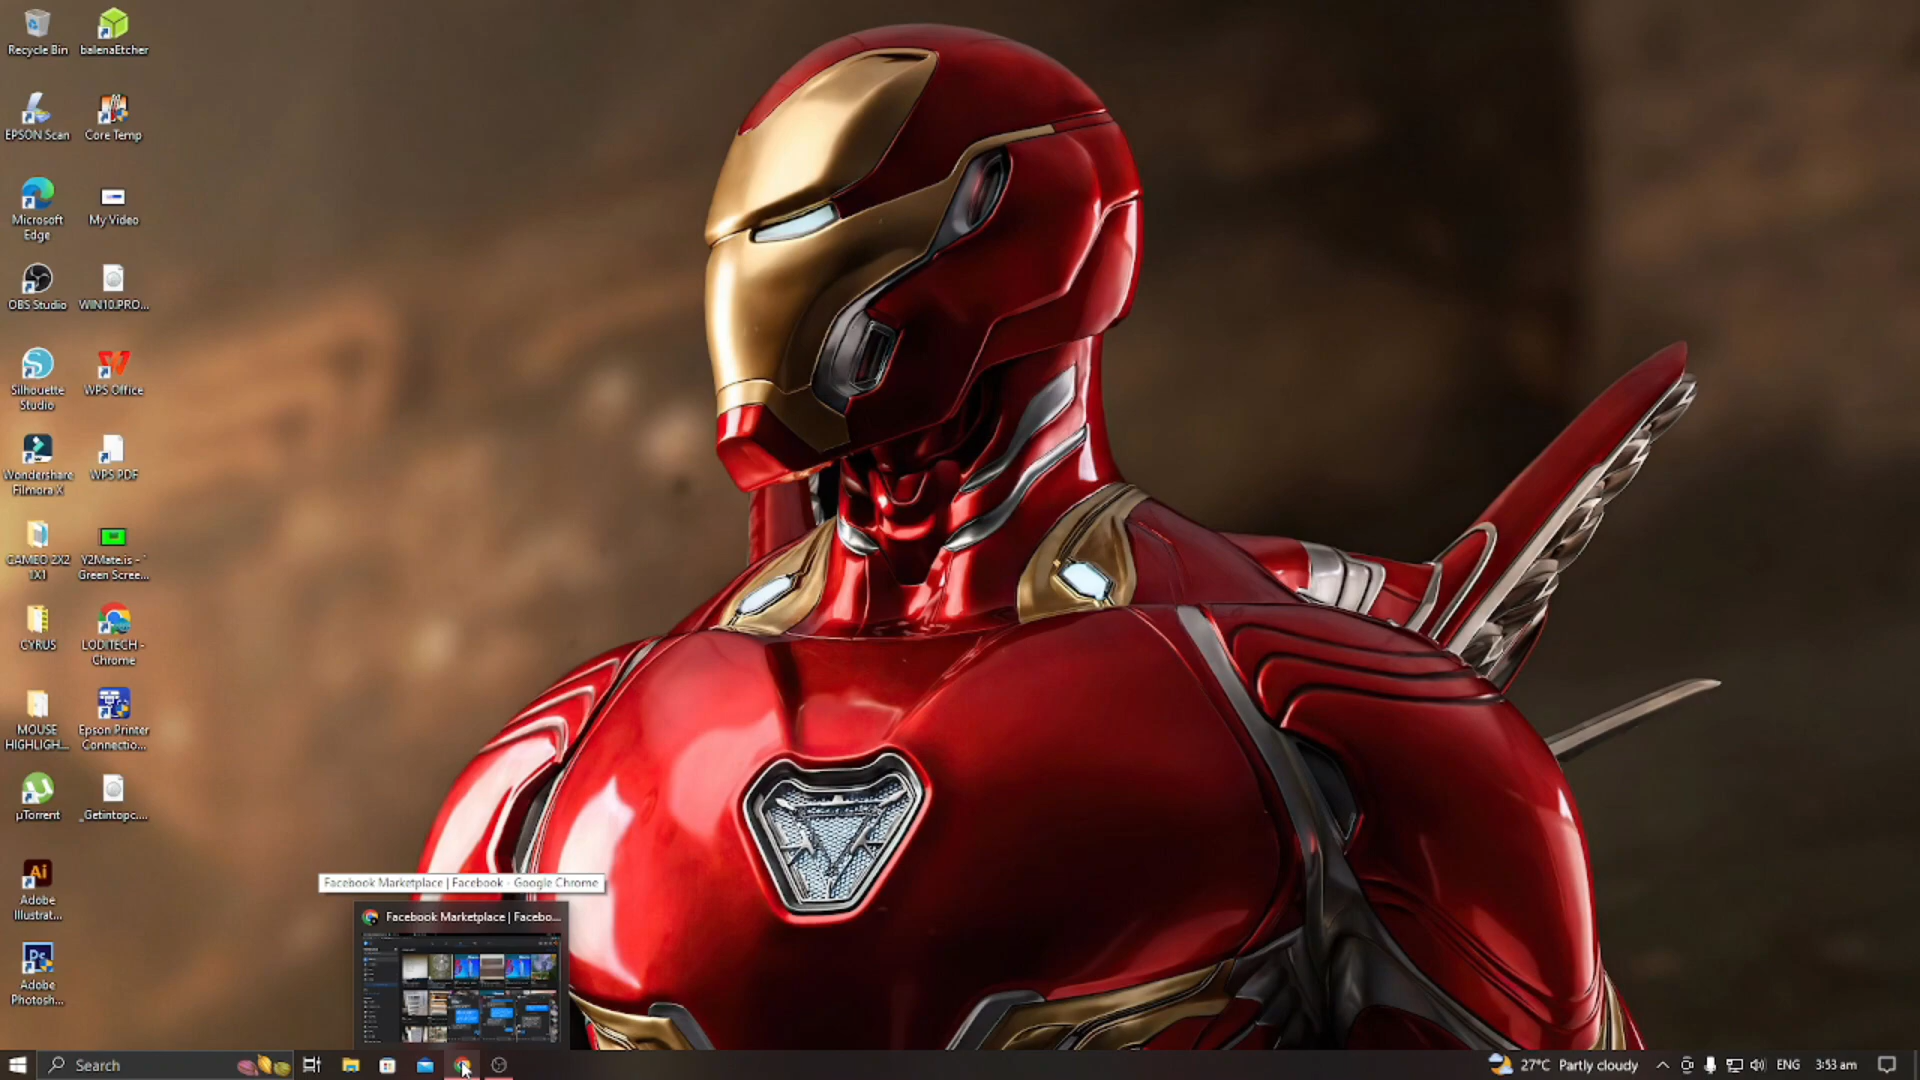 Recycle Bin
balenaEtcher
EPSON Scan
Core Temp
Microsoft
Edge
My Video
OBS Studio
WIN10.PRO...
Silhouette
Studio
WPS Office
Wondershare
Filmora X
WPS PDF
CAMEO 2X2
1X1
Y2Mate.is - '
Green Scree...
CYRUS
LODITECH -
Chrome
MOUSE
HIGHLIGH...
Epson Printer
Connectio...
µTorrent
_Getintopc....
Adobe
Illustrat...
Adobe
Photosh...
Facebook Marketplace | Facebook - Google Chrome
Facebook Marketplace | Facebo...
Search
27°C Partly cloudy
ENG
3:53 am